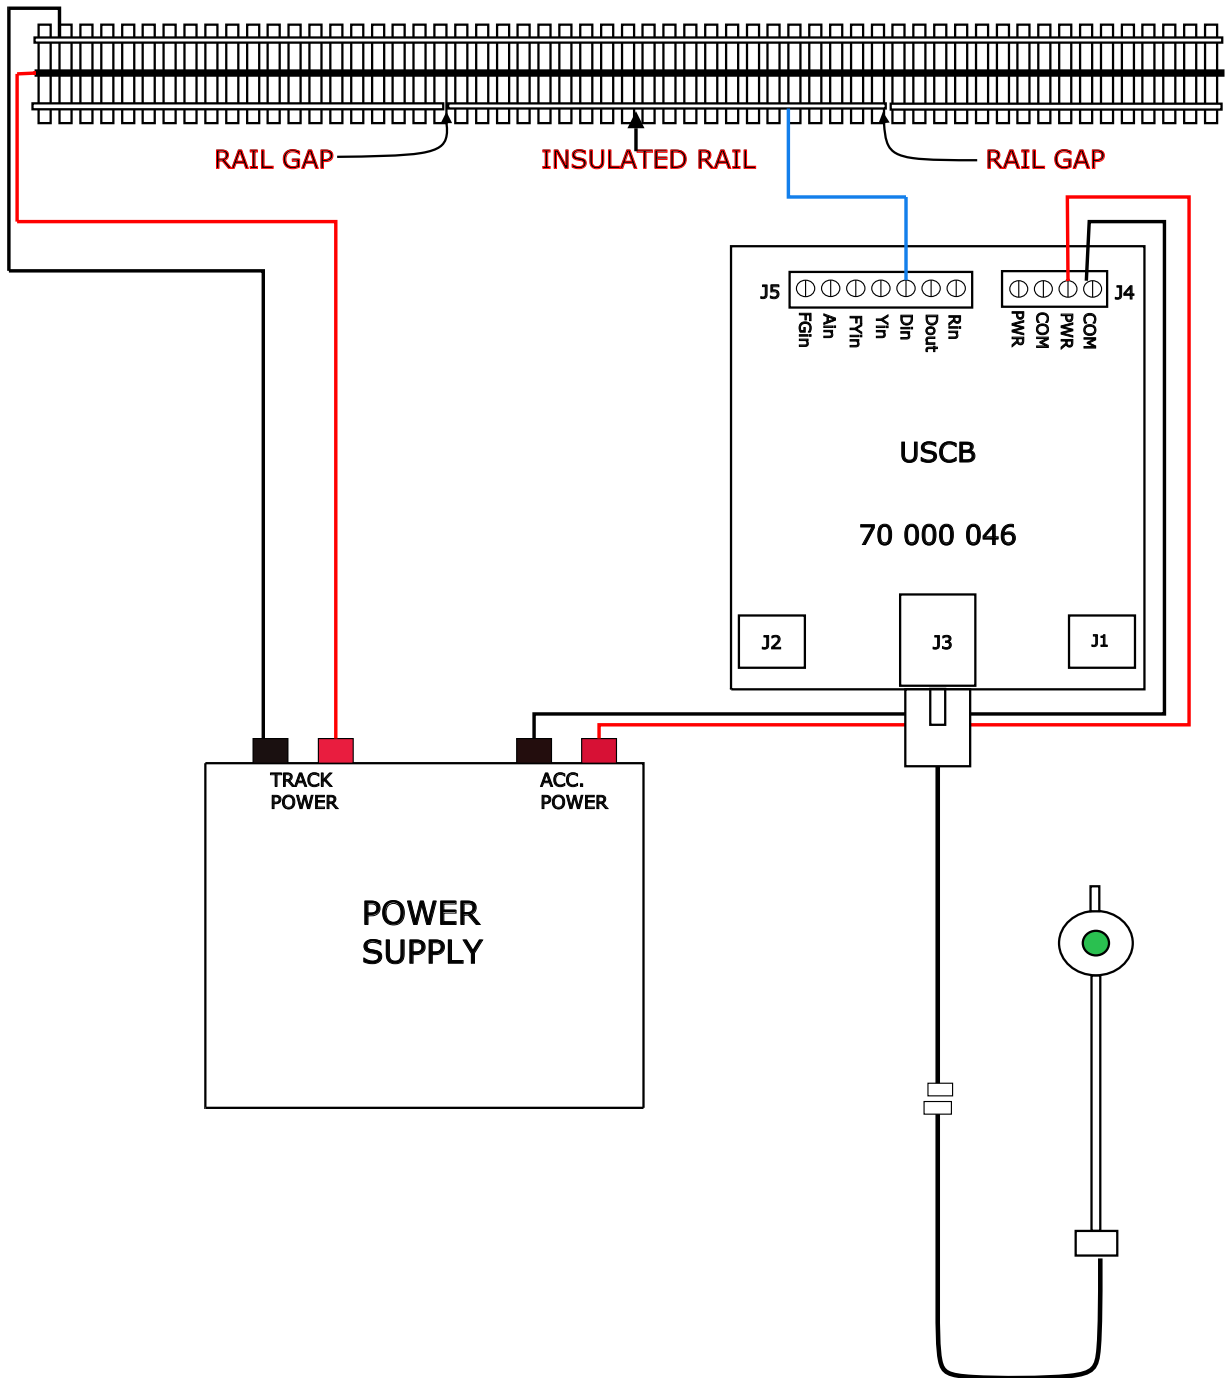 RAIL GAP
INSULATED RAIL
RAIL GAP
J5
J4
FGin
Ain
FYin
Yin
Din
Dout
Rin
PWR
COM
PWR
COM
USCB
70 000 046
J2
J3
J1
TRACK
POWER
ACC.
POWER
POWER
SUPPLY